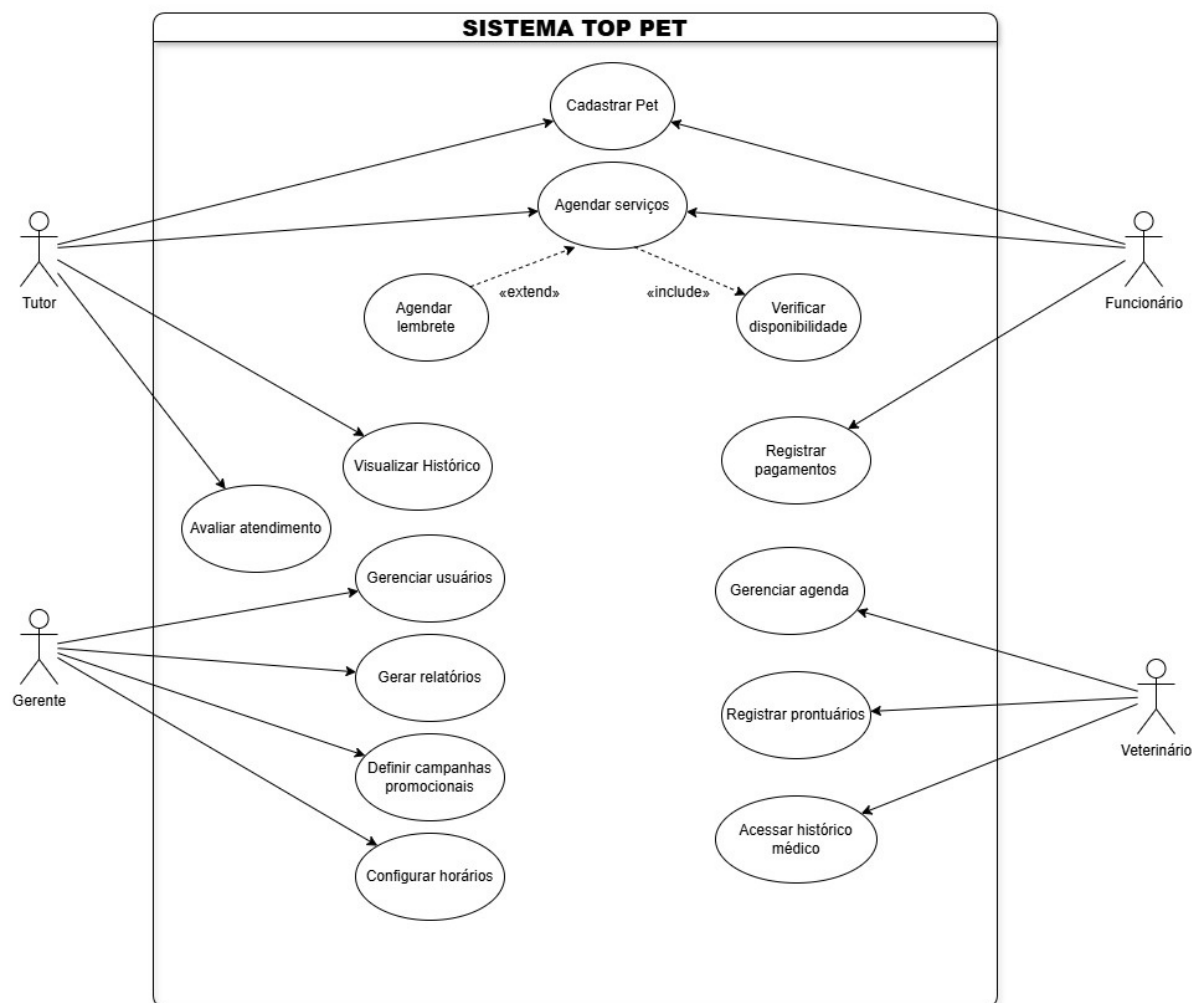 SISTEMA TOP PET
Cadastrar Pet
Agendar serviços
Tutor
Funcionário
Agendar
lembrete
«extend»
«include»
Verificar
disponibilidade
Visualizar Histórico
Registrar
pagamentos
Avaliar atendimento
Gerenciar usuários
Gerenciar agenda
Gerente
Gerar relatórios
Registrar prontuários
Veterinário
Definir campanhas
promocionais
Acessar histórico
médico
Configurar horários